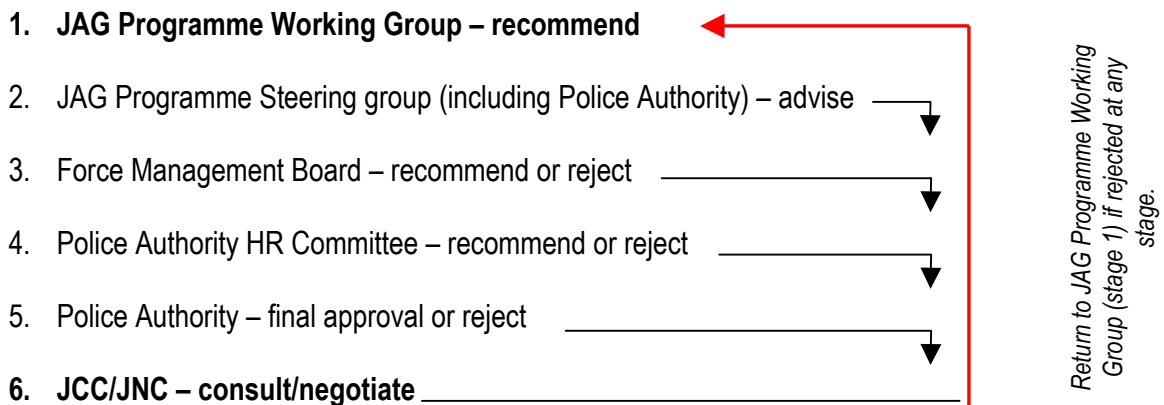 1. JAG Programme Working Group – recommend
2. JAG Programme Steering group (including Police Authority) – advise
3. Force Management Board – recommend or reject
4. Police Authority HR Committee – recommend or reject
5. Police Authority – final approval or reject
6. JCC/JNC – consult/negotiate
Return to JAG Programme Working
Group (stage 1) if rejected at any
stage.